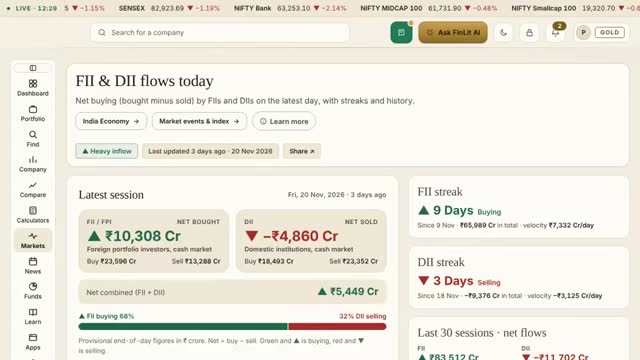 LIVE · 12:29 5 ▼ −1.15% SENSEX 82,923.69 ▼ −1.19% NIFTY Bank 63,253.10 ▼ −2.14% NIFTY MIDCAP 100 61,731.90 ▼ −0.48% NIFTY Smallcap 100 19,320.70
Search for a company
Ask FinLit AI
2
P GOLD
Dashboard
Portfolio
Find
Company
Compare
Calculators
Markets
News
Funds
Learn
Apps
FII & DII flows today
Net buying (bought minus sold) by FIIs and DIIs on the latest day, with streaks and history.
India Economy → Market events & index → Learn more
▲ Heavy inflow Last updated 3 days ago · 20 Nov 2026 Share ↗
Latest session Fri, 20 Nov, 2026 · 3 days ago
FII / FPI NET BOUGHT
▲ ₹10,308 Cr
Foreign portfolio investors, cash market
Buy ₹23,596 Cr Sell ₹13,288 Cr
DII NET SOLD
▼ −₹4,860 Cr
Domestic institutions, cash market
Buy ₹18,493 Cr Sell ₹23,352 Cr
Net combined (FII + DII) ▲ ₹5,449 Cr
▲ FII buying 68% 32% DII selling
Provisional end-of-day figures in ₹ crore. Net = buy − sell. Green and ▲ is buying, red and ▼
is selling.
FII streak
▲ 9 Days Buying
Since 9 Nov · ₹65,989 Cr in total · velocity ₹7,332 Cr/day
DII streak
▼ 3 Days Selling
Since 18 Nov · −₹9,376 Cr in total · velocity −₹3,125 Cr/day
Last 30 sessions · net flows
FII DII
▲ ₹83,512 Cr ▼ −₹11,702 Cr